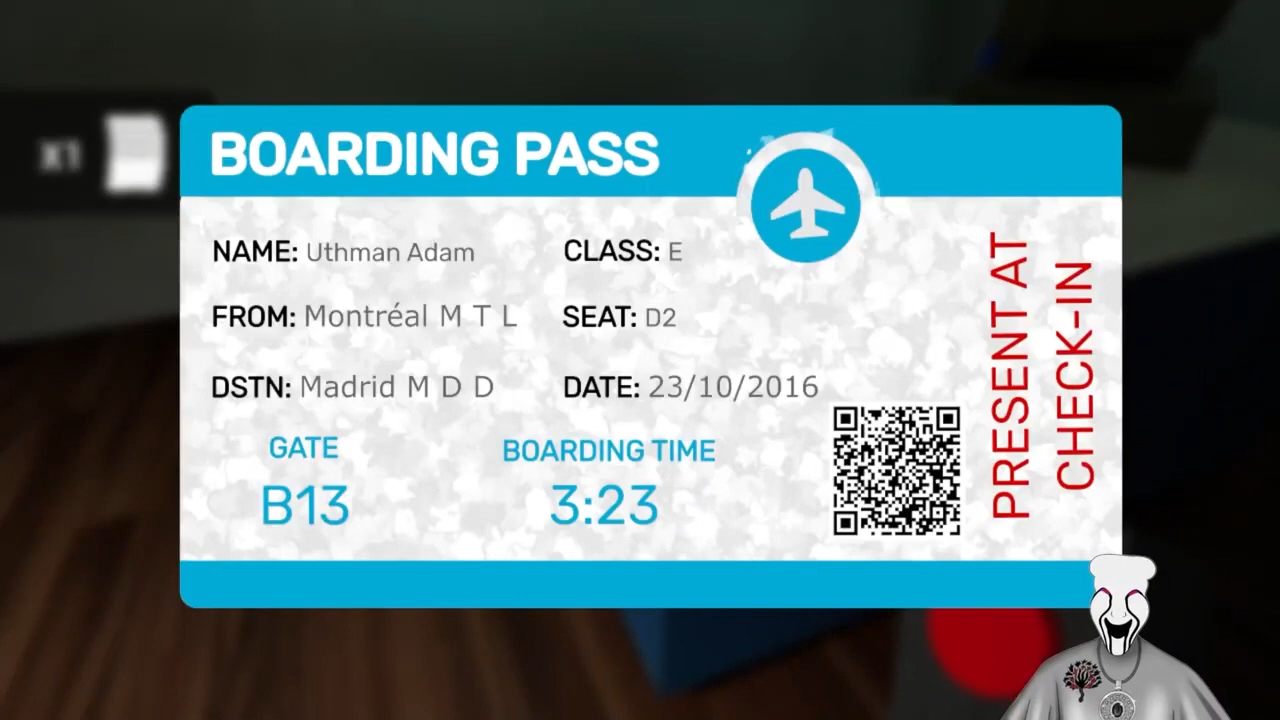 X1
BOARDING PASS
NAME: Uthman Adam
CLASS: E
FROM: Montréal M T L
SEAT: D2
DSTN: Madrid M D D
DATE: 23/10/2016
GATE
B13
BOARDING TIME
3:23
PRESENT AT
CHECK-IN